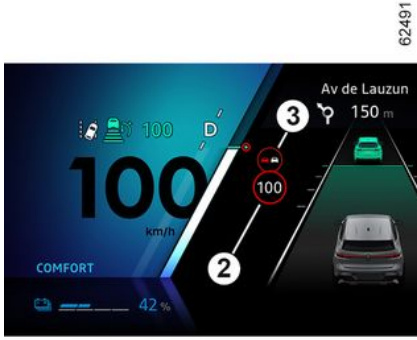 62491
Av de Lauzun
150 m
3
100
D
100
100
km/h
2
COMFORT
42 %